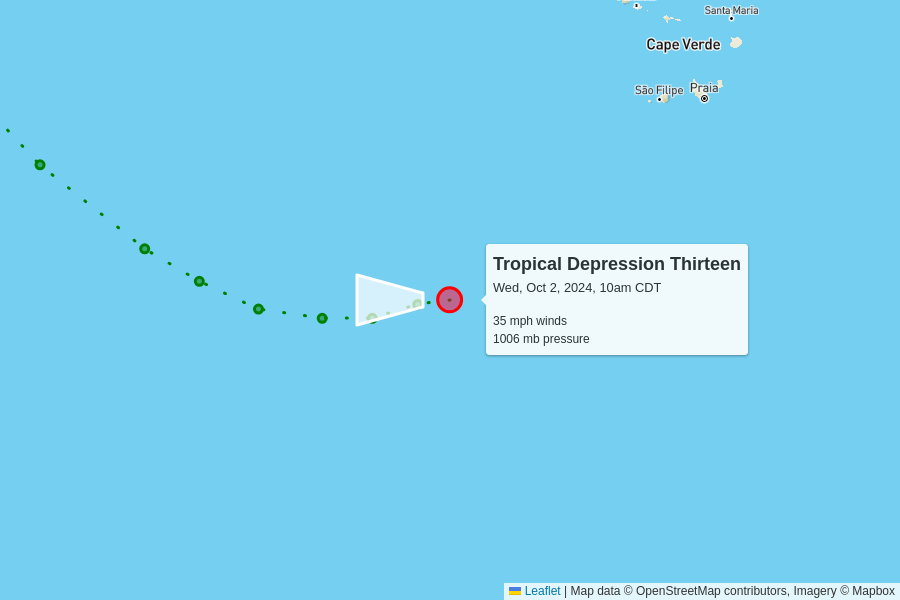 Santa Maria
Cape Verde
São Filipe
Praia
Tropical Depression Thirteen
Wed, Oct 2, 2024, 10am CDT
35 mph winds
1006 mb pressure
Leaflet | Map data © OpenStreetMap contributors, Imagery © Mapbox